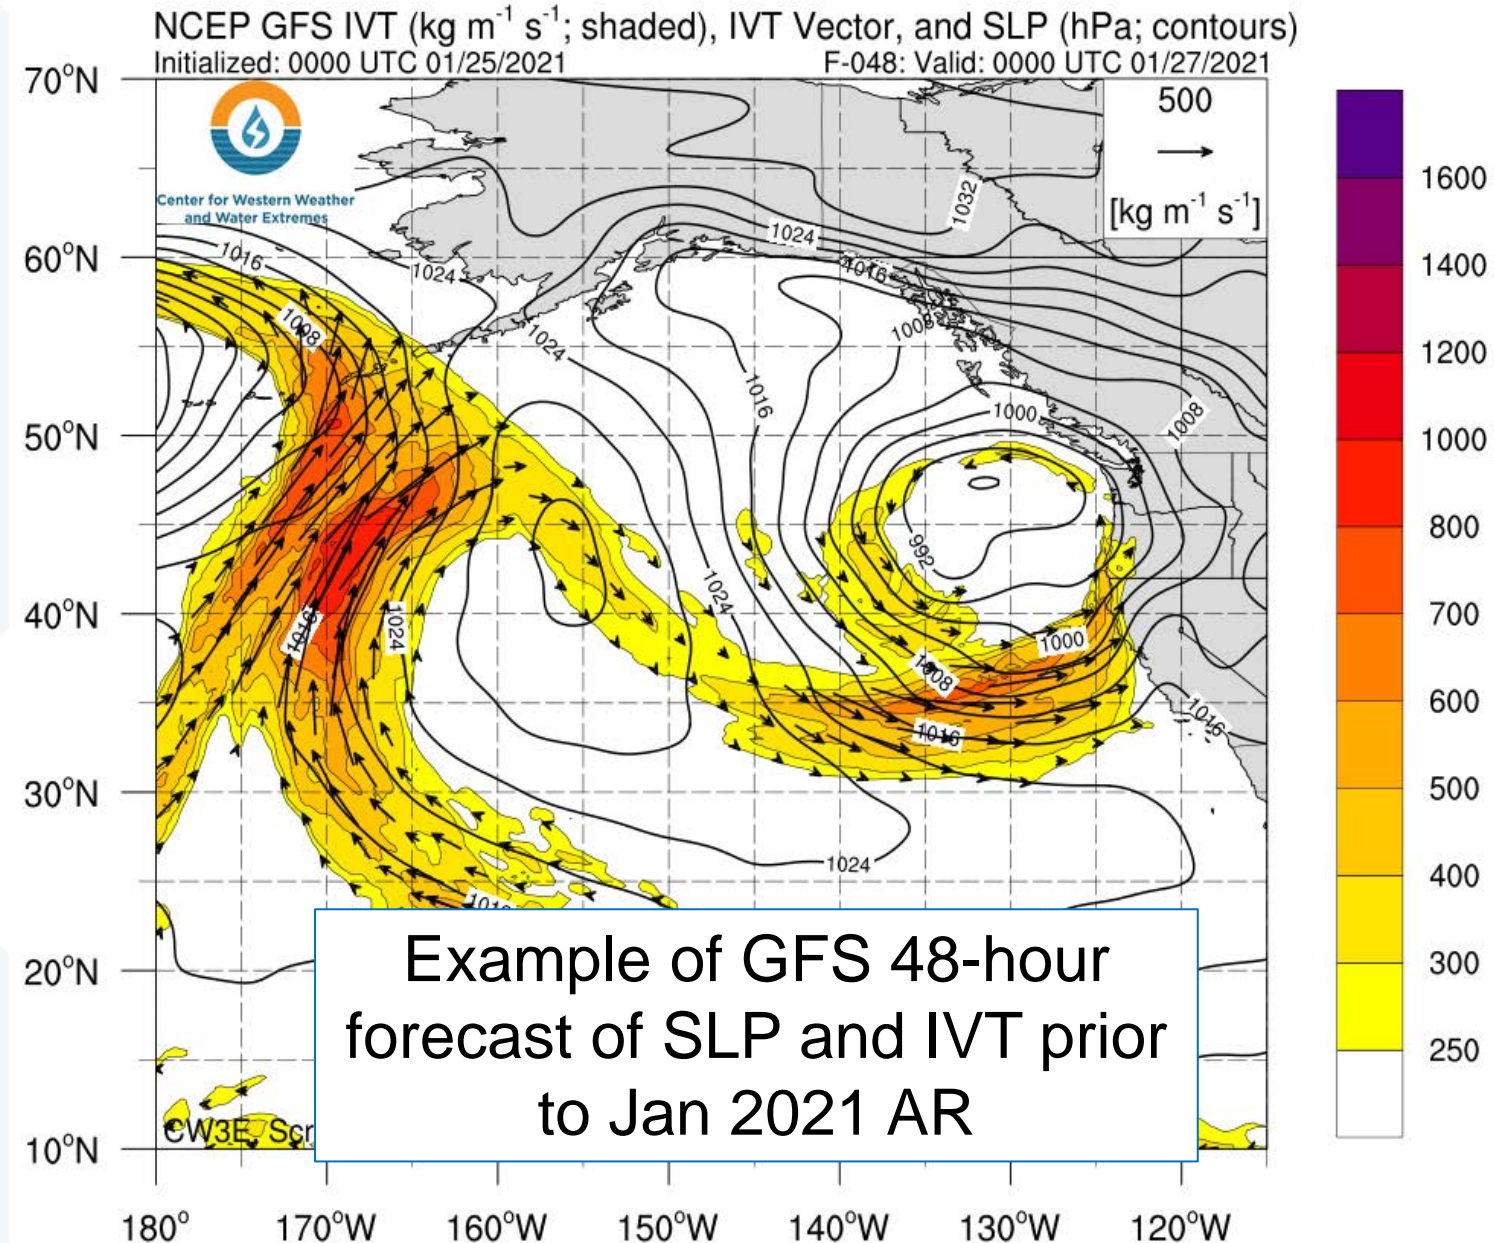 NCEP GFS IVT (kg m⁻¹ s⁻¹; shaded), IVT Vector, and SLP (hPa; contours)
Initialized: 0000 UTC 01/25/2021 F-048: Valid: 0000 UTC 01/27/2021
70°N
60°N
50°N
40°N
30°N
20°N
10°N
Center for Western Weather
and Water Extremes
500
[kg m⁻¹ s⁻¹]
1032
1024
1016
1024
1016
1008
1024
1008
1016
1000
1008
992
1024
1016
1024
1000
1008
1016
1016
1024
CW3E Scr
Example of GFS 48-hour
forecast of SLP and IVT prior
to Jan 2021 AR
180° 170°W 160°W 150°W 140°W 130°W 120°W
1600
1400
1200
1000
800
700
600
500
400
300
250